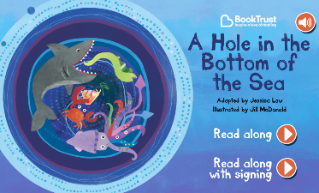 BookTrust
A Hole in the
Bottom of
the Sea
Adapted by Jessica Law
Illustrated by Jill McDonald
Read along
Read along
with signing